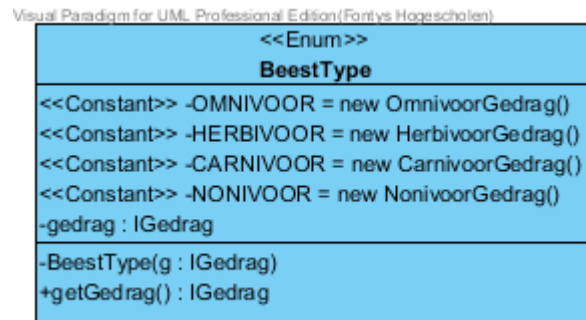 Visual Paradigm for UML Professional Edition(Fontys Hogescholen)
<<Enum>>
BeestType
<<Constant>> -OMNIVOOR = new OmnivoorGedrag()
<<Constant>> -HERBIVOOR = new HerbivoorGedrag()
<<Constant>> -CARNIVOOR = new CarnivoorGedrag()
<<Constant>> -NONIVOOR = new NonivoorGedrag()
-gedrag : IGedrag
-BeestType(g : IGedrag)
+getGedrag() : IGedrag